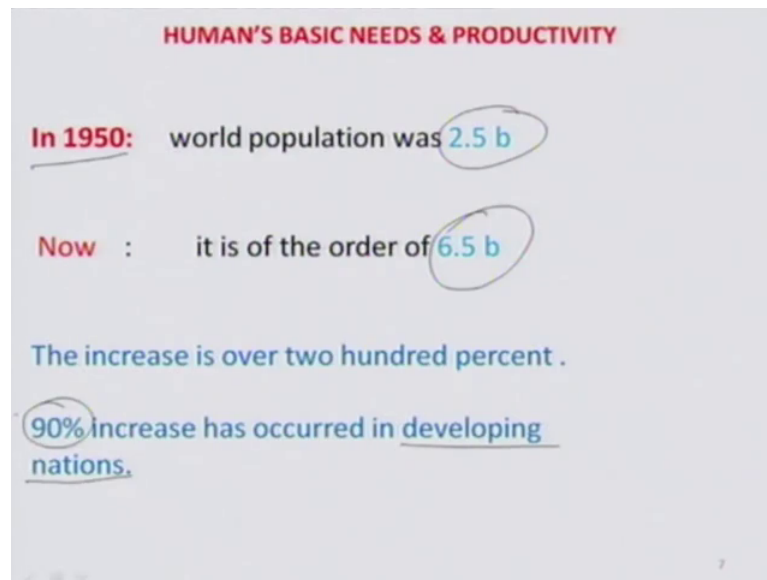 HUMAN'S BASIC NEEDS & PRODUCTIVITY
In 1950: world population was 2.5 b
Now : it is of the order of 6.5 b
The increase is over two hundred percent .
90% increase has occurred in developing
nations.
7